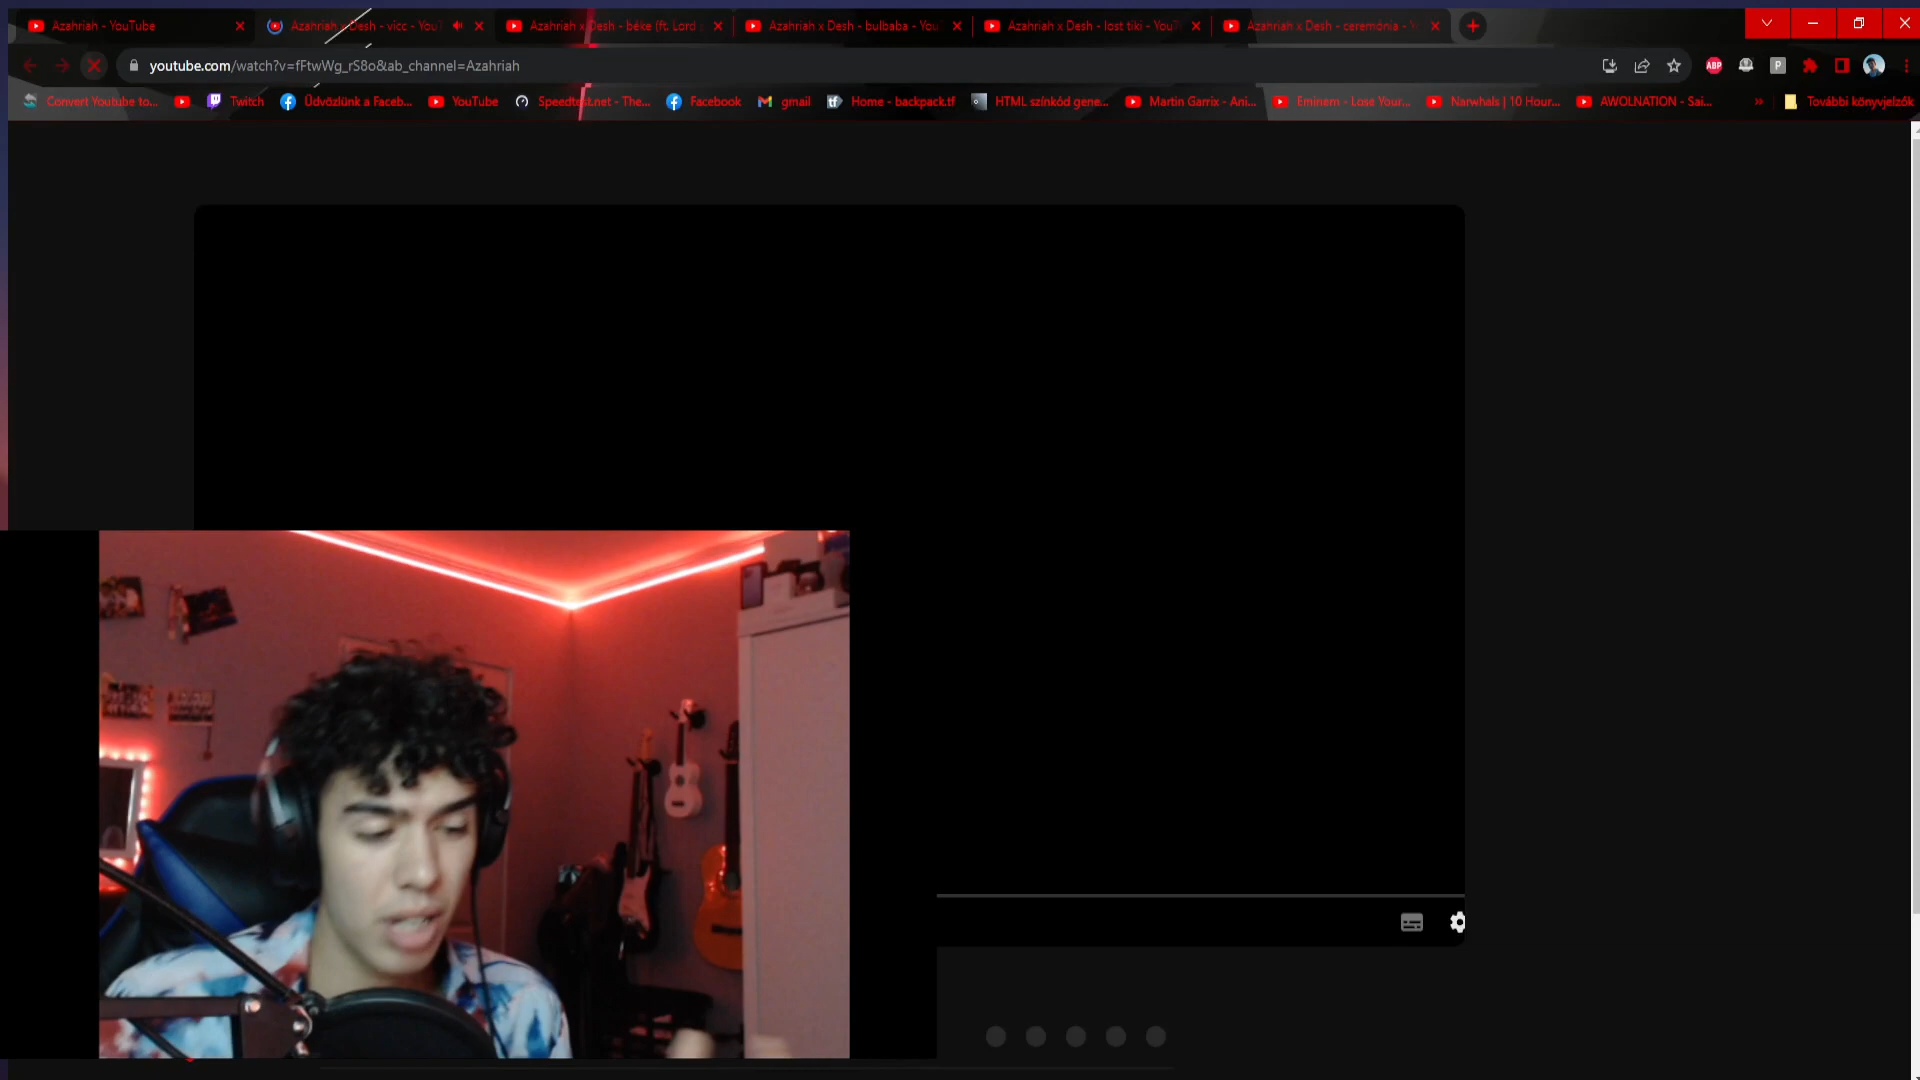 Azahriah - YouTube
Azahriah x Desh - vicc - YouT
Azahriah x Desh - béke (ft. Lord
Azahriah x Desh - bulbaba - You
Azahriah x Desh - lost tiki - YouT
Azahriah x Desh - ceremónia - Y
youtube.com/watch?v=fFtwWg_rS8o&ab_channel=Azahriah
ABP
P
Convert Youtube to...
Twitch
Üdvözlünk a Faceb...
YouTube
Speedtest.net - The...
Facebook
gmail
tf
Home - backpack.tf
HTML színkód gene...
Martin Garrix - Ani...
Eminem - Lose Your...
Narwhals | 10 Hour...
AWOLNATION - Sai...
»
További könyvjelzők